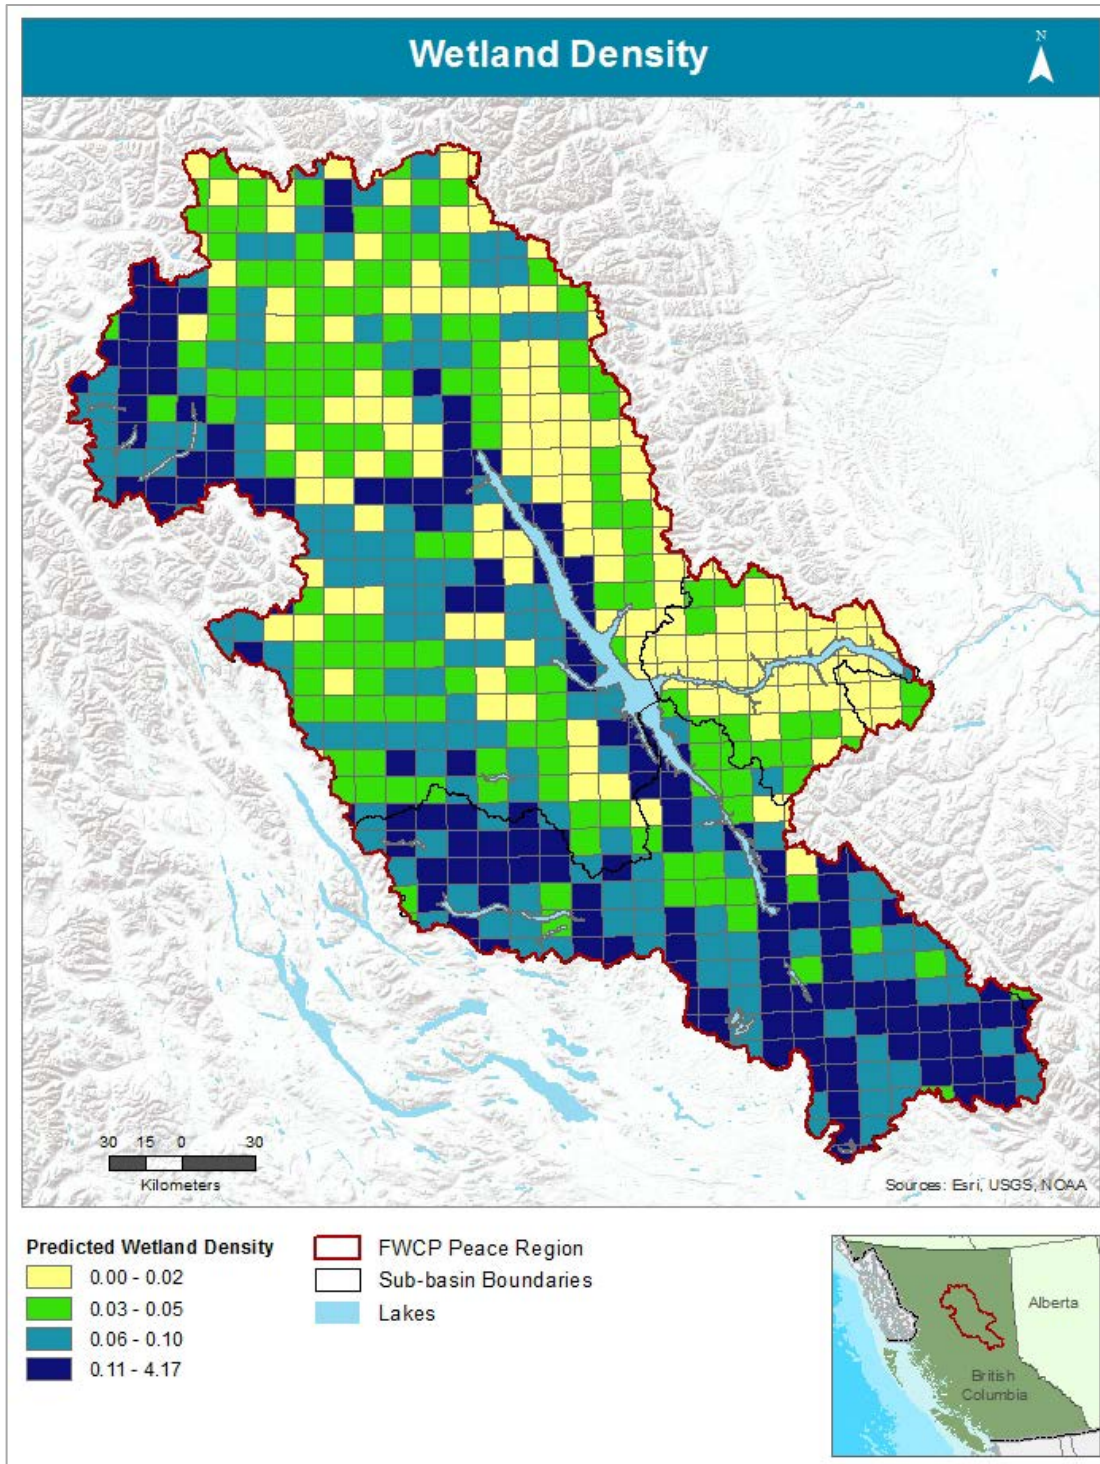 Wetland Density
N
30 15 0 30
Kilometers
Sources: Esri, USGS, NOAA
Predicted Wetland Density
0.00 - 0.02
0.03 - 0.05
0.06 - 0.10
0.11 - 4.17
FWCP Peace Region
Sub-basin Boundaries
Lakes
Alberta
British
Columbia